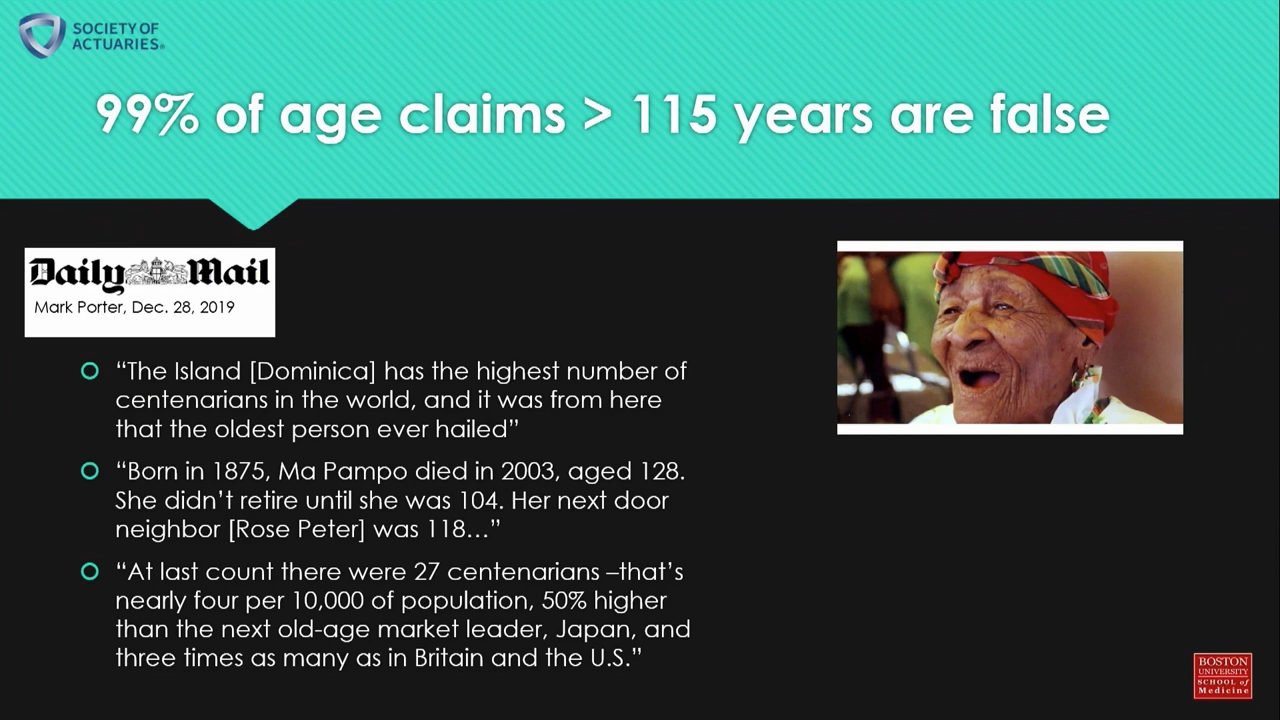 SOCIETY OF
ACTUARIES®
99% of age claims > 115 years are false
Daily Mail
Mark Porter, Dec. 28, 2019
“The Island [Dominica] has the highest number of
centenarians in the world, and it was from here
that the oldest person ever hailed”
“Born in 1875, Ma Pampo died in 2003, aged 128.
She didn’t retire until she was 104. Her next door
neighbor [Rose Peter] was 118…”
“At last count there were 27 centenarians –that’s
nearly four per 10,000 of population, 50% higher
than the next old-age market leader, Japan, and
three times as many as in Britain and the U.S.”
BOSTON
UNIVERSITY
SCHOOL of
Medicine